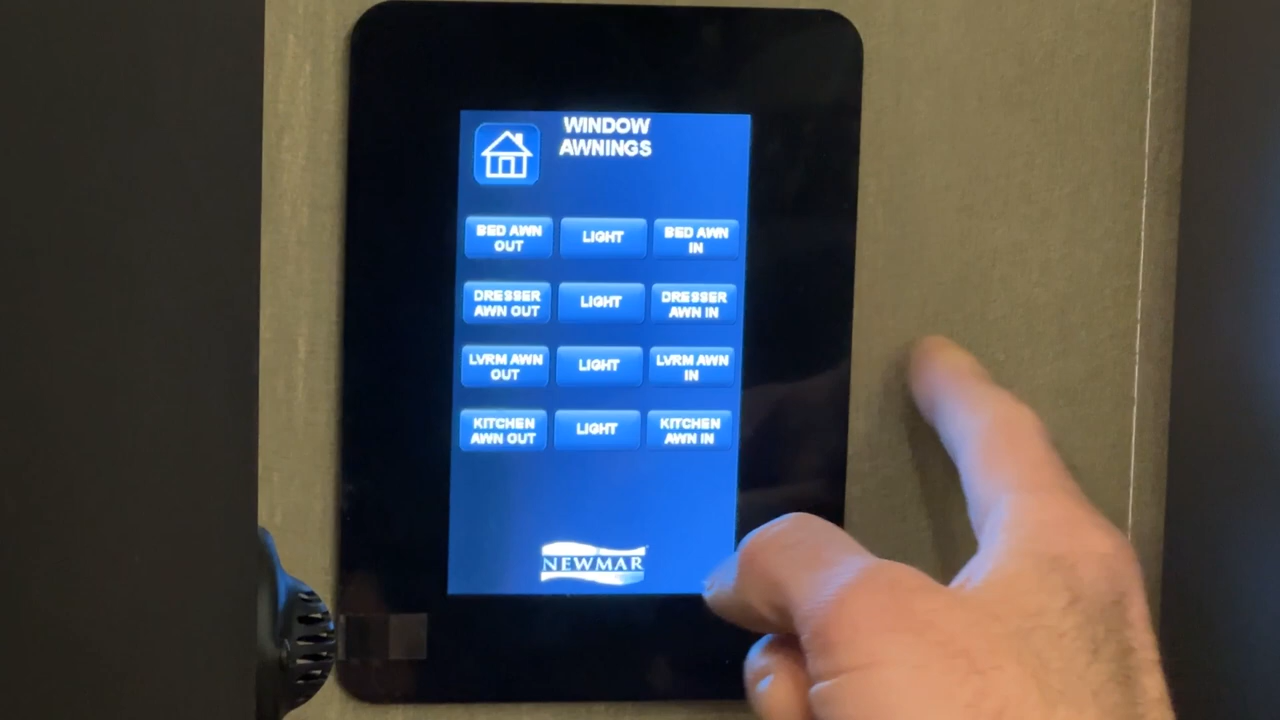 WINDOW
AWNINGS
BED AWN
OUT
LIGHT
BED AWN
IN
DRESSER
AWN OUT
LIGHT
DRESSER
AWN IN
LVRM AWN
OUT
LIGHT
LVRM AWN
IN
KITCHEN
AWN OUT
LIGHT
KITCHEN
AWN IN
NEWMAR